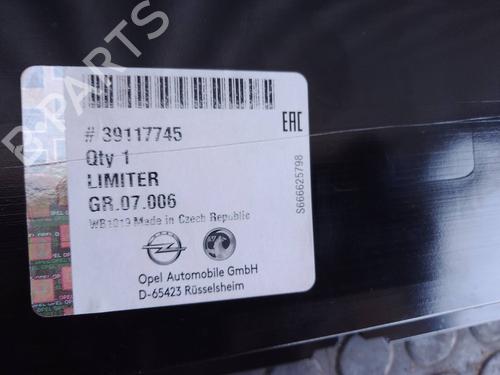 # 39117745
Qty 1
LIMITER
GR.07.006
WB1019 Made in Czech Republic
Opel Automobile GmbH
D-65423 Rüsselsheim
EAC
S666625798
B-PARTS